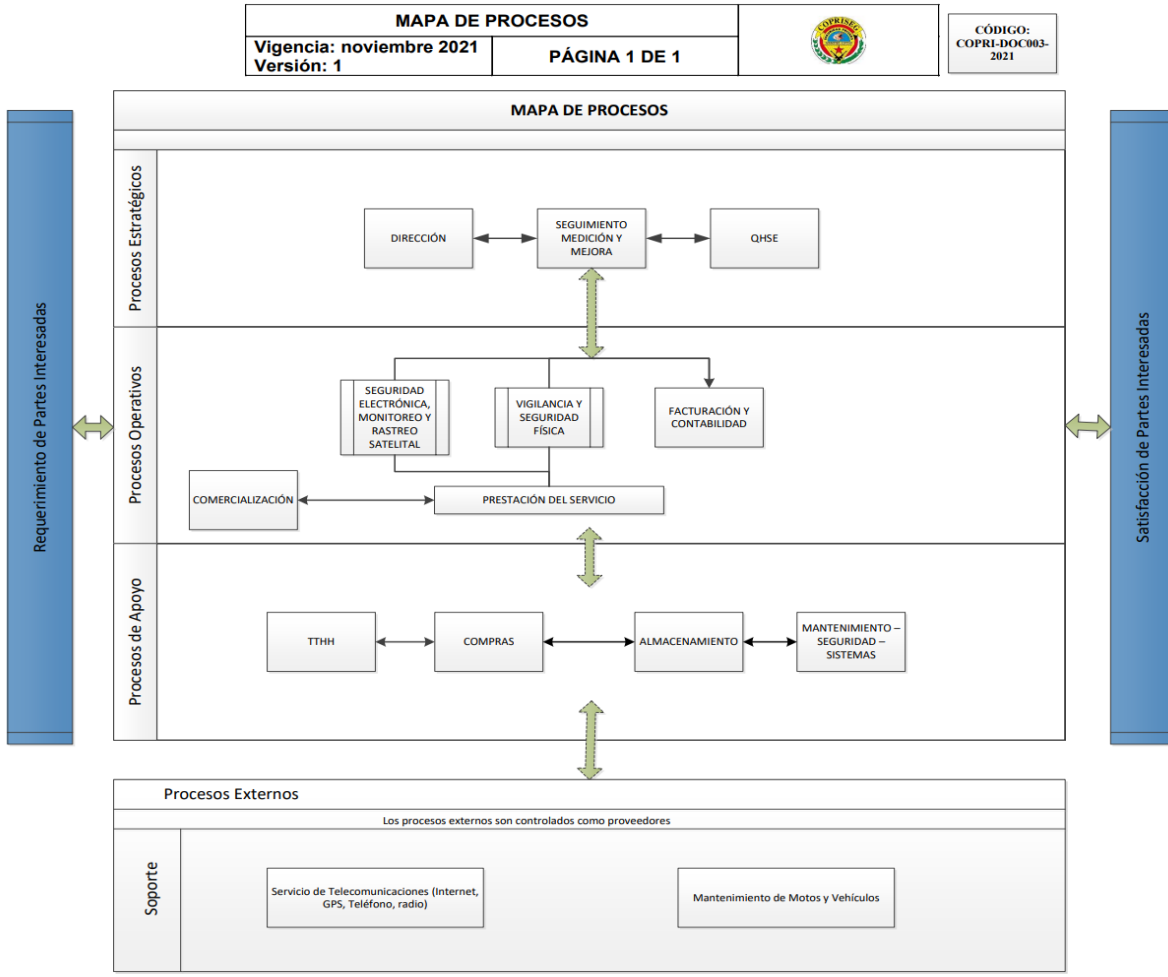 MAPA DE PROCESOS
Vigencia: noviembre 2021
Versión: 1
PÁGINA 1 DE 1
COPRISEG
CÓDIGO:
COPRI-DOC003-
2021
MAPA DE PROCESOS
Requerimiento de Partes Interesadas
Procesos Estratégicos
DIRECCIÓN
SEGUIMIENTO
MEDICIÓN Y
MEJORA
QHSE
Procesos Operativos
SEGURIDAD
ELECTRÓNICA,
MONITOREO Y
RASTREO
SATELITAL
VIGILANCIA Y
SEGURIDAD
FÍSICA
FACTURACIÓN Y
CONTABILIDAD
COMERCIALIZACIÓN
PRESTACIÓN DEL SERVICIO
Procesos de Apoyo
TTHH
COMPRAS
ALMACENAMIENTO
MANTENIMIENTO –
SEGURIDAD –
SISTEMAS
Satisfacción de Partes Interesadas
Procesos Externos
Los procesos externos son controlados como proveedores
Soporte
Servicio de Telecomunicaciones (Internet,
GPS, Teléfono, radio)
Mantenimiento de Motos y Vehículos